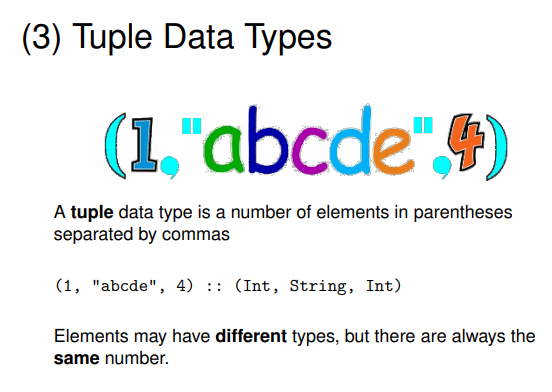 (3) Tuple Data Types
(1,"abcde",4)
A tuple data type is a number of elements in parentheses
separated by commas
(1, "abcde", 4) :: (Int, String, Int)
Elements may have different types, but there are always the
same number.